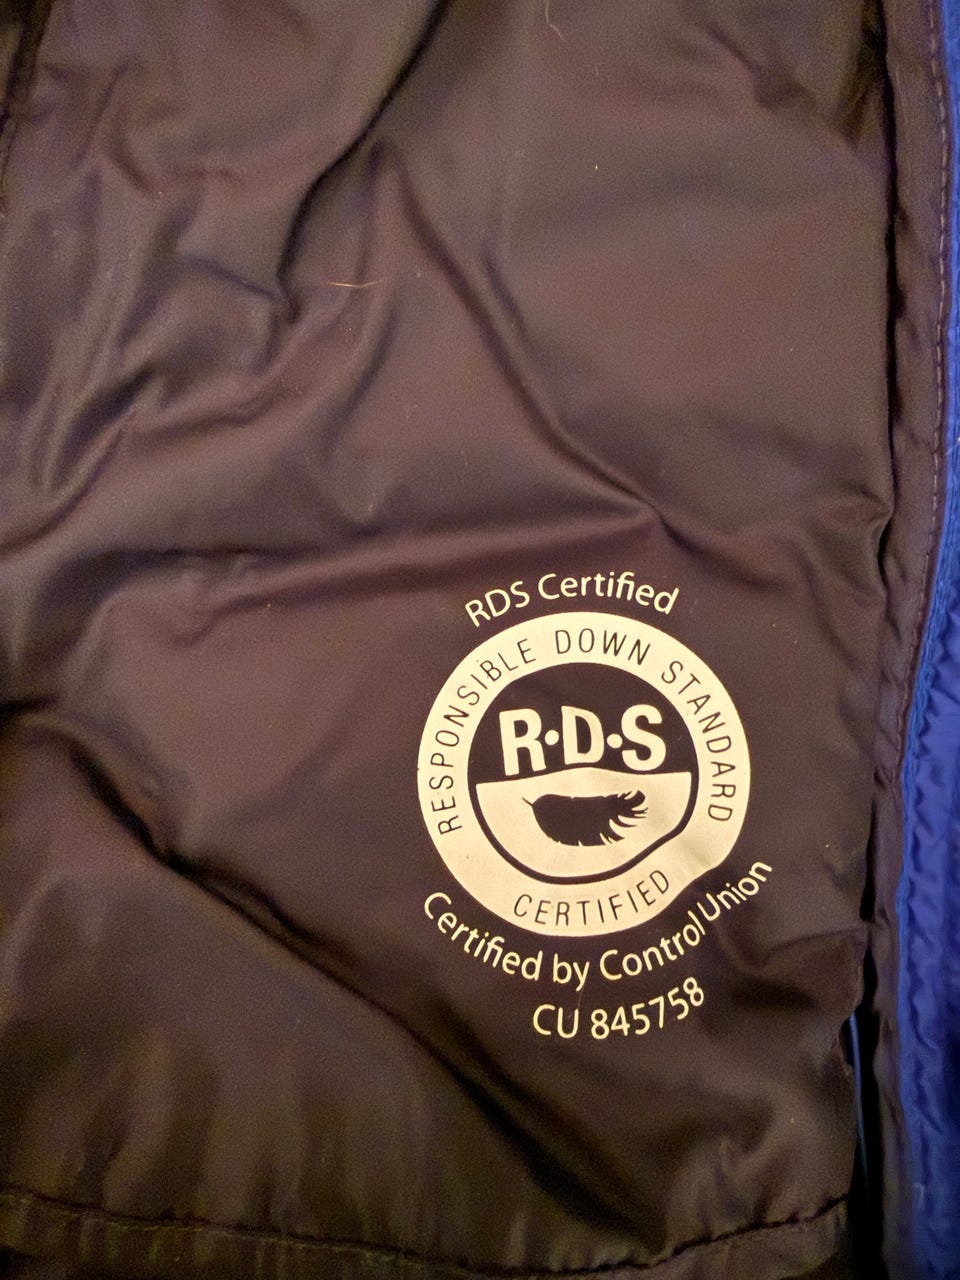 RDS Certified
RESPONSIBLE DOWN STANDARD
R·D·S
CERTIFIED
Certified by Control Union
CU 845758